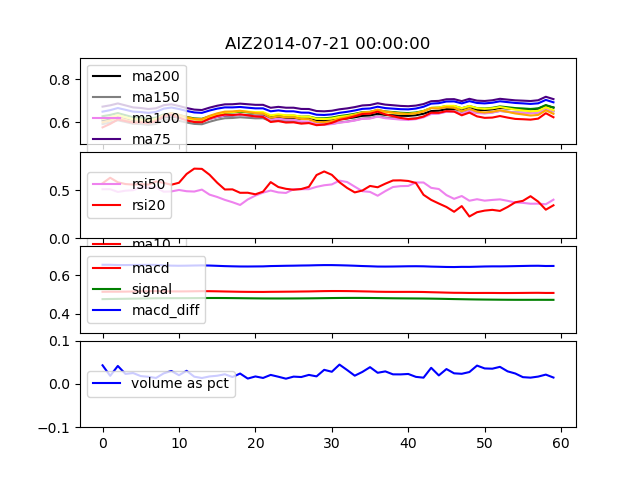 AIZ2014-07-21 00:00:00
0.8
0.6
ma200
ma150
ma100
ma75
0.5
0.0
rsi50
rsi20
ma10
0.6
0.4
macd
signal
macd_diff
0.1
0.0
−0.1
volume as pct
0 10 20 30 40 50 60